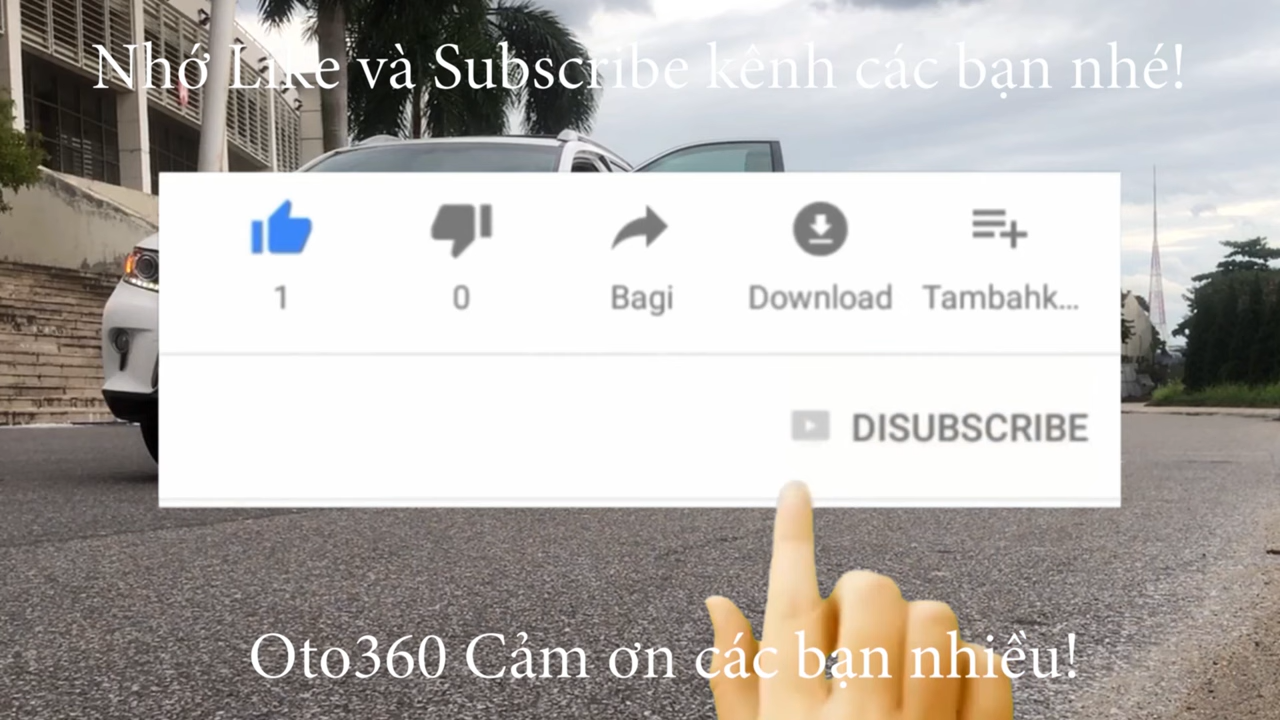 Nhớ Like và Subscribe kênh các bạn nhé!
1 0 Bagi Download Tambahk...
DISUBSCRIBE
Oto360 Cảm ơn các bạn nhiều!